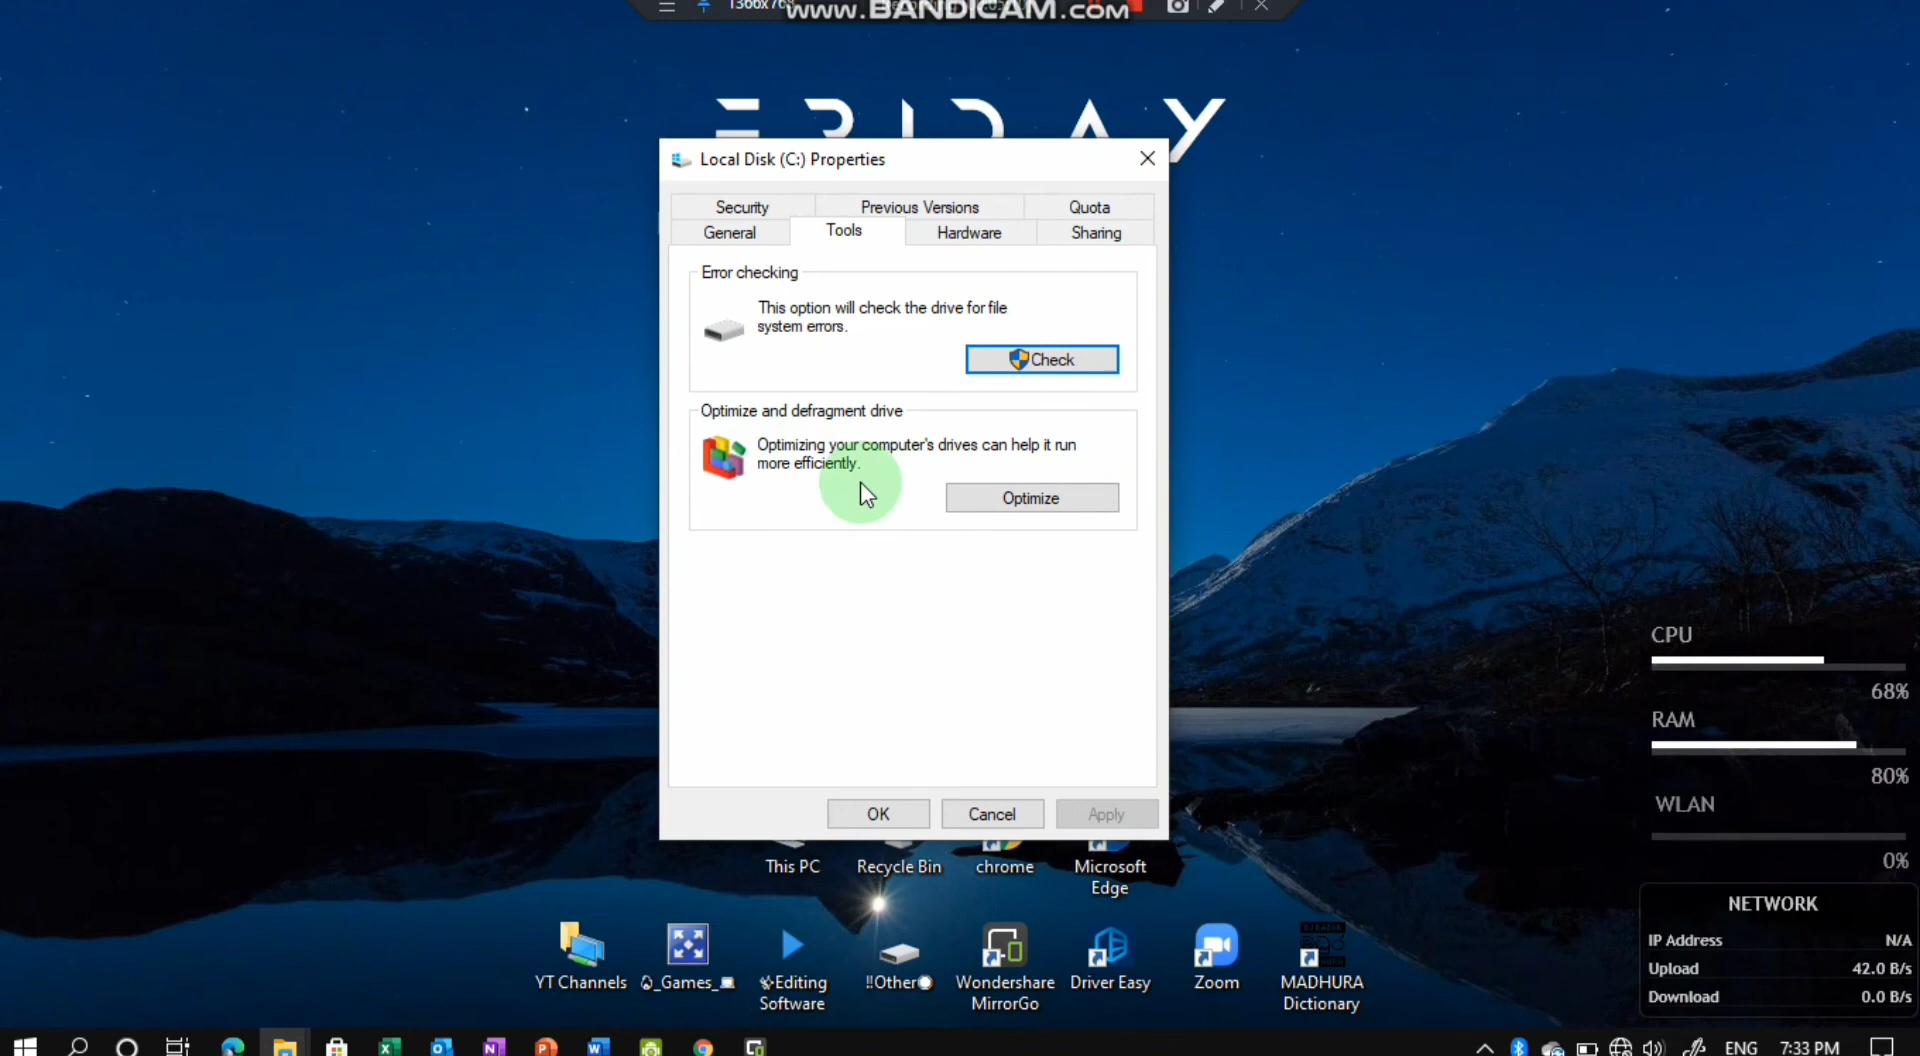 1366x768
www.BANDICAM.com
FRIDAY
Local Disk (C:) Properties
Security
Previous Versions
Quota
General
Tools
Hardware
Sharing
Error checking
This option will check the drive for file
system errors.
Check
Optimize and defragment drive
Optimizing your computer's drives can help it run
more efficiently.
Optimize
OK
Cancel
Apply
CPU
68%
RAM
80%
WLAN
0%
NETWORK
IP Address N/A
Upload 42.0 B/s
Download 0.0 B/s
This PC
Recycle Bin
chrome
Microsoft
Edge
YT Channels
_Games_
Editing
Software
!!Other
Wondershare
MirrorGo
Driver Easy
Zoom
MADHURA
Dictionary
ENG
7:33 PM